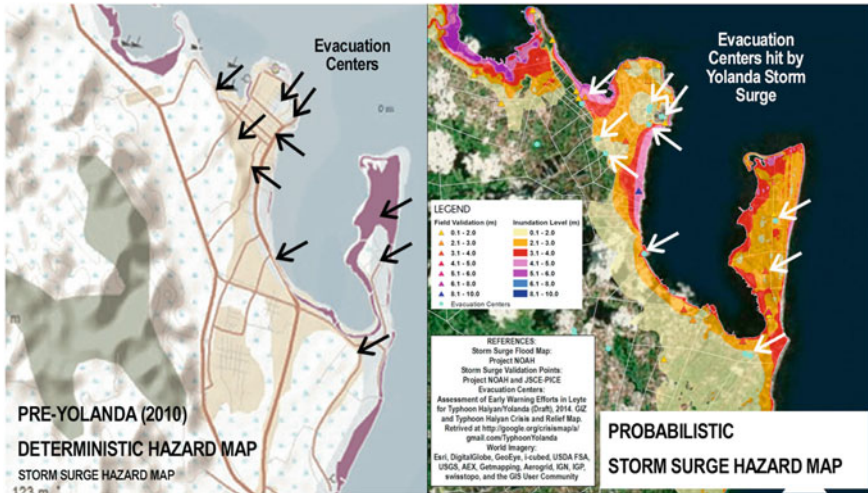 Evacuation
Centers
0 m
m
PRE-YOLANDA (2010)
DETERMINISTIC HAZARD MAP
STORM SURGE HAZARD MAP
123 m
Evacuation
Centers hit by
Yolanda Storm
Surge
LEGEND
Field Validation (m)
0.1 - 2.0
2.1 - 3.0
3.1 - 4.0
4.1 - 5.0
5.1 - 6.0
6.1 - 8.0
8.1 - 10.0
Evacuation Centers
Inundation Level (m)
0.1 - 2.0
2.1 - 3.0
3.1 - 4.0
4.1 - 5.0
5.1 - 6.0
6.1 - 8.0
8.1 - 10.0
REFERENCES:
Storm Surge Flood Map:
Project NOAH
Storm Surge Validation Points:
Project NOAH and JSCE-PICE
Evacuation Centers:
Assessment of Early Warning Efforts in Leyte
for Typhoon Haiyan/Yolanda (Draft), 2014. GIZ
and Typhoon Haiyan Crisis and Relief Map.
Retrived at http://google.org/crisismap/a/
gmail.com/TyphoonYolanda
World Imagery:
Esri, DigitalGlobe, GeoEye, i-cubed, USDA FSA,
USGS, AEX, Getmapping, Aerogrid, IGN, IGP,
swisstopo, and the GIS User Community
PROBABILISTIC
STORM SURGE HAZARD MAP